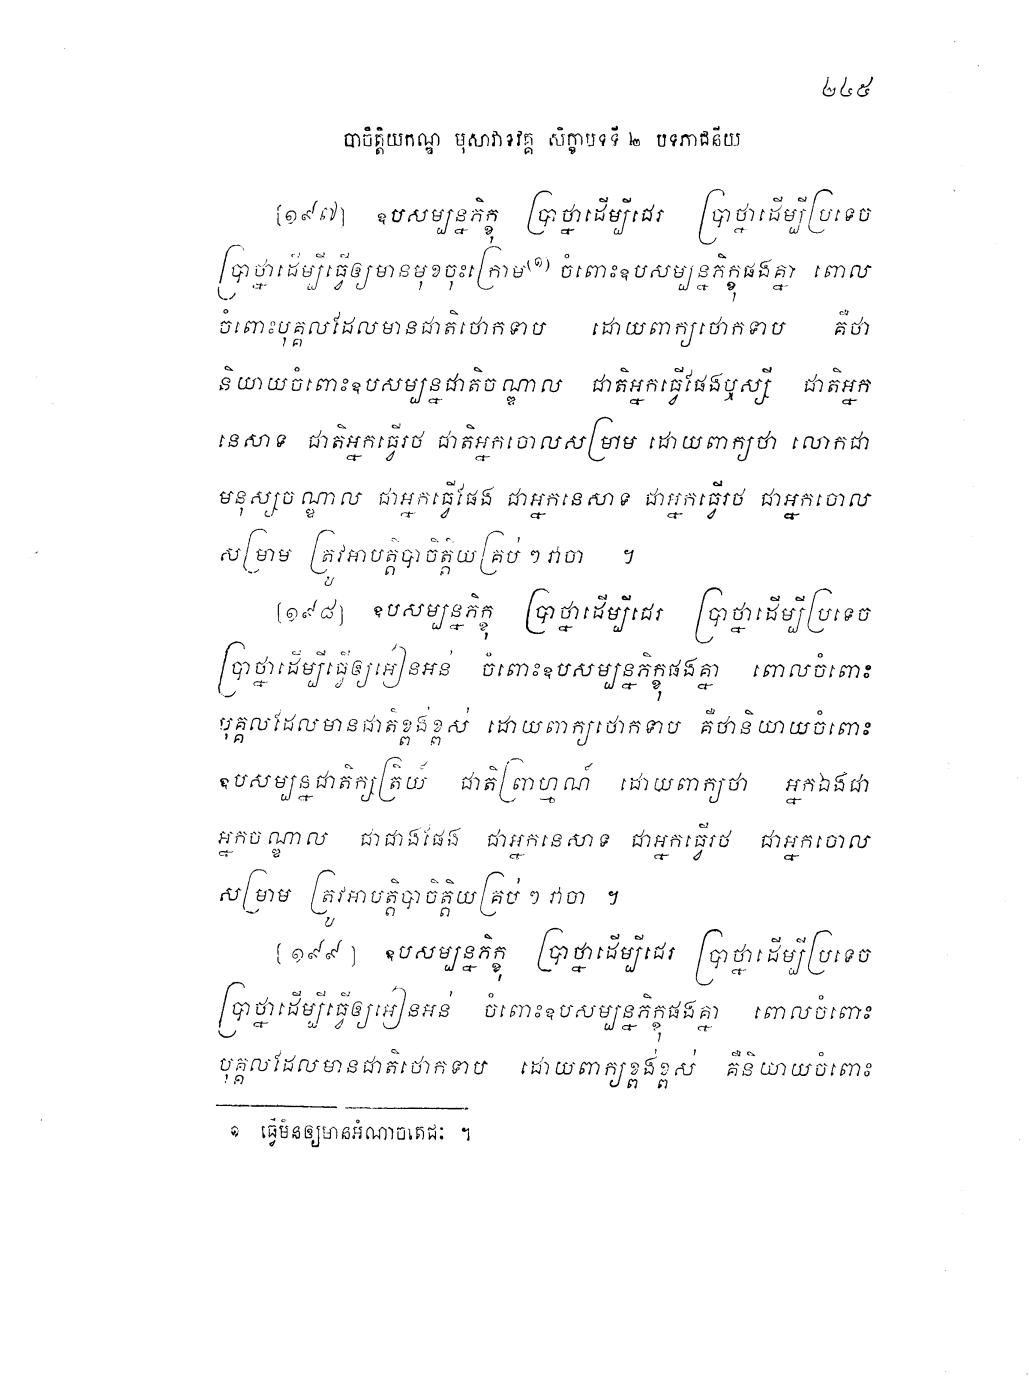 ២៤៥
បាចិត្តិយកណ្ឌ មុសាវាទវគ្គ សិក្ខាបទទី ២ បទភាជនីយ
[១៩៧] ឧបសម្បន្នភិក្ខុ ប្រាថ្នាដើម្បីជេរ ប្រាថ្នាដើម្បីប្រទេច
ប្រាថ្នាដើម្បីធ្វើឲ្យមានមុខចុះក្រោម(១) ចំពោះឧបសម្បន្នភិក្ខុផងគ្នា ពោល
ចំពោះបុគ្គលដែលមានជាតិថោកទាប ដោយពាក្យថោកទាប គឺថា
និយាយចំពោះឧបសម្បន្នជាតិចណ្ឌាល ជាតិអ្នកធ្វើផែងឫស្សី ជាតិអ្នក
នេសាទ ជាតិអ្នកធ្វើរថ ជាតិអ្នកចោលសម្រាម ដោយពាក្យថា លោកជា
មនុស្សចណ្ឌាល ជាអ្នកធ្វើផែង ជាអ្នកនេសាទ ជាអ្នកធ្វើរថ ជាអ្នកចោល
សម្រាម ត្រូវអាបត្តិបាចិត្តិយគ្រប់ ៗ វាចា ។
[១៩៨] ឧបសម្បន្នភិក្ខុ ប្រាថ្នាដើម្បីជេរ ប្រាថ្នាដើម្បីប្រទេច
ប្រាថ្នាដើម្បីធ្វើឲ្យអៀនអន់ ចំពោះឧបសម្បន្នភិក្ខុផងគ្នា ពោលចំពោះ
បុគ្គលដែលមានជាតិខ្ពង់ខ្ពស់ ដោយពាក្យថោកទាប គឺថានិយាយចំពោះ
ឧបសម្បន្នជាតិក្សត្រិយ៍ ជាតិព្រាហ្មណ៍ ដោយពាក្យថា អ្នកឯងជា
អ្នកចណ្ឌាល ជាជាងផែង ជាអ្នកនេសាទ ជាអ្នកធ្វើរថ ជាអ្នកចោល
សម្រាម ត្រូវអាបត្តិបាចិត្តិយគ្រប់ ៗ វាចា ។
[១៩៩] ឧបសម្បន្នភិក្ខុ ប្រាថ្នាដើម្បីជេរ ប្រាថ្នាដើម្បីប្រទេច
ប្រាថ្នាដើម្បីធ្វើឲ្យអៀនអន់ ចំពោះឧបសម្បន្នភិក្ខុផងគ្នា ពោលចំពោះ
បុគ្គលដែលមានជាតិថោកទាប ដោយពាក្យខ្ពង់ខ្ពស់ គឺនិយាយចំពោះ
១ ធ្វើមិនឲ្យមានអំណាចតេជះ ។